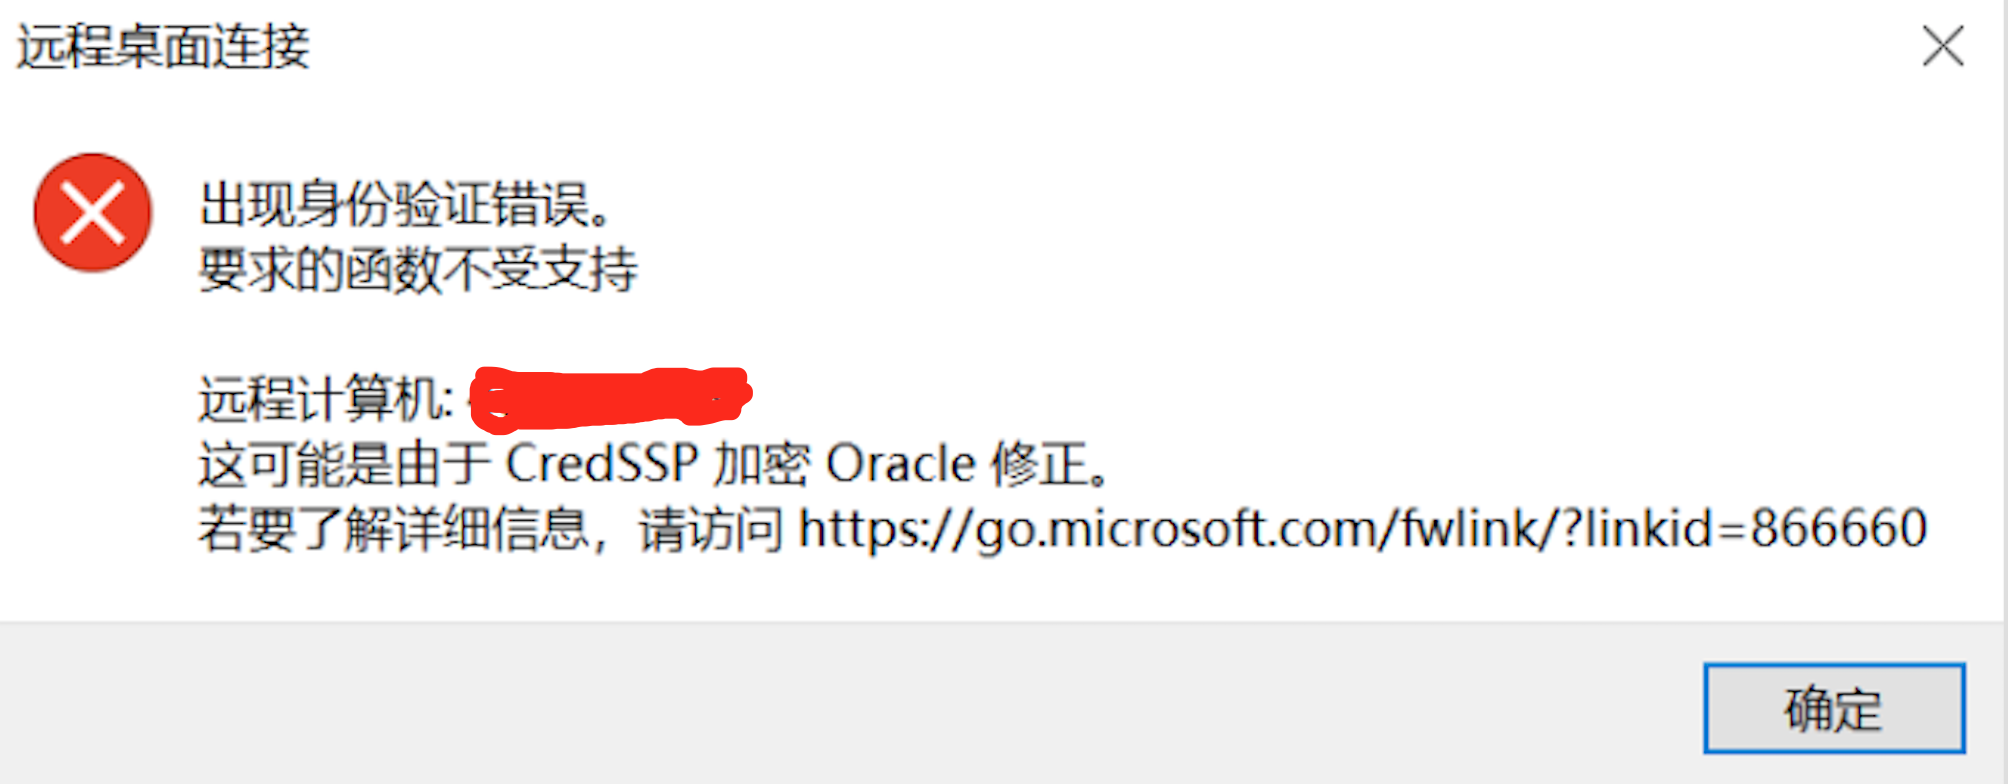 远程桌面连接
出现身份验证错误。
要求的函数不受支持
远程计算机:
这可能是由于 CredSSP 加密 Oracle 修正。
若要了解详细信息，请访问 https://go.microsoft.com/fwlink/?linkid=866660
确定